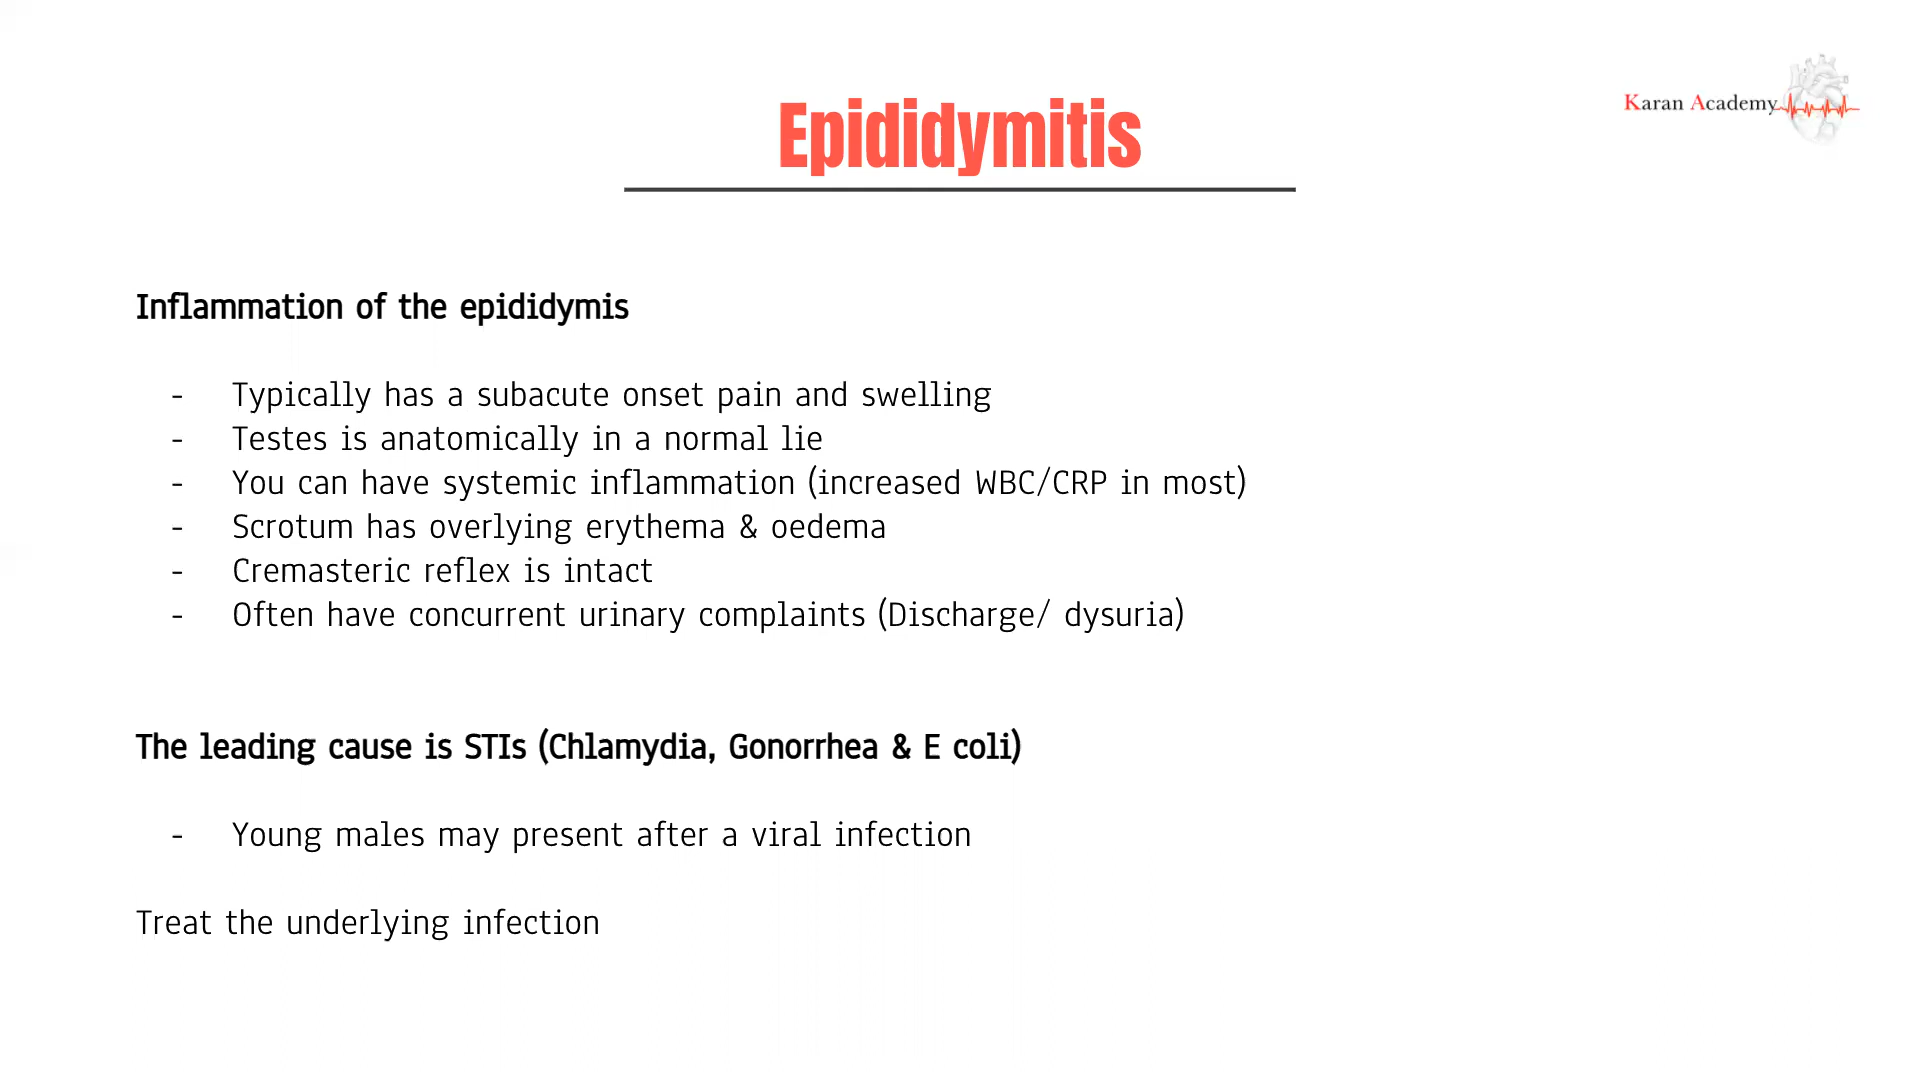 Karan Academy
Epididymitis
Inflammation of the epididymis
- Typically has a subacute onset pain and swelling
- Testes is anatomically in a normal lie
- You can have systemic inflammation (increased WBC/CRP in most)
- Scrotum has overlying erythema & oedema
- Cremasteric reflex is intact
- Often have concurrent urinary complaints (Discharge/ dysuria)
The leading cause is STIs (Chlamydia, Gonorrhea & E coli)
- Young males may present after a viral infection
Treat the underlying infection